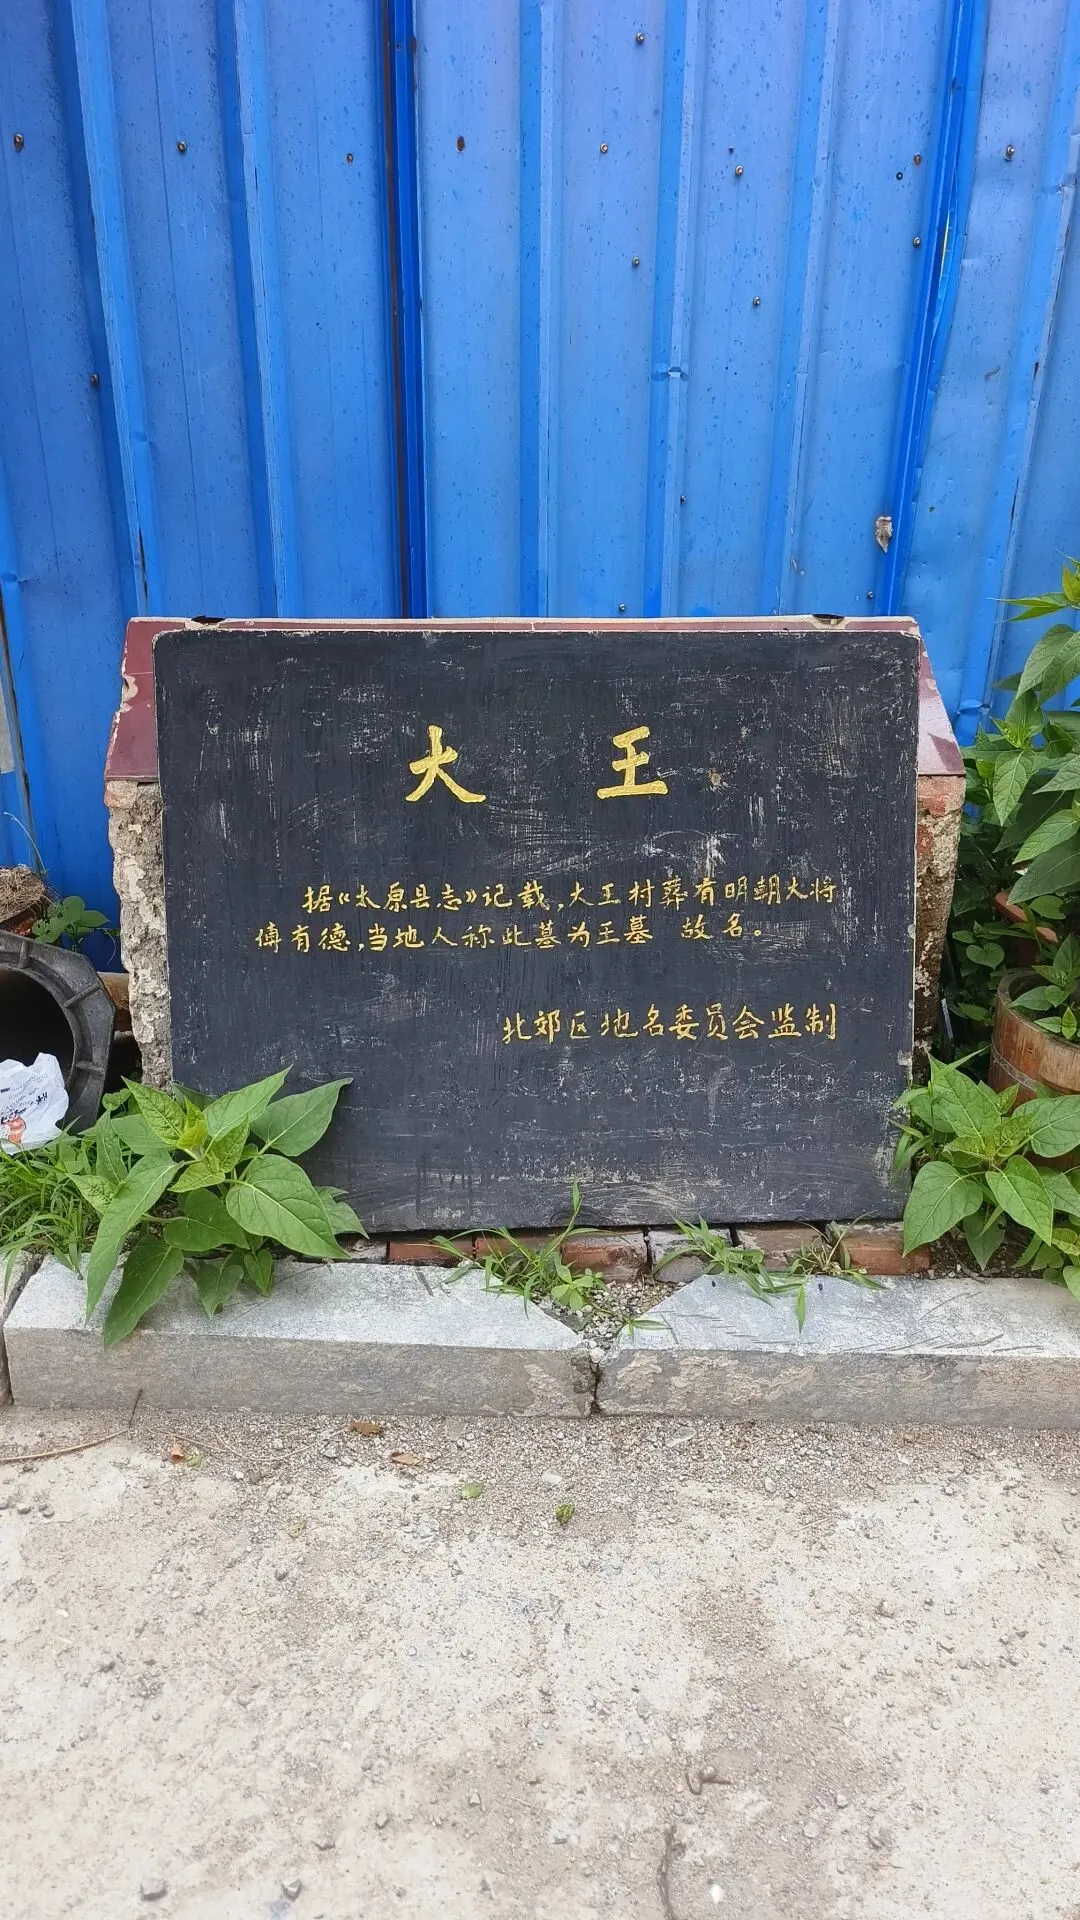 大 王
据《太原县志》记载,大王村葬有明朝大将
傅有德,当地人称此墓为王墓 故名。
北郊区地名委员会监制